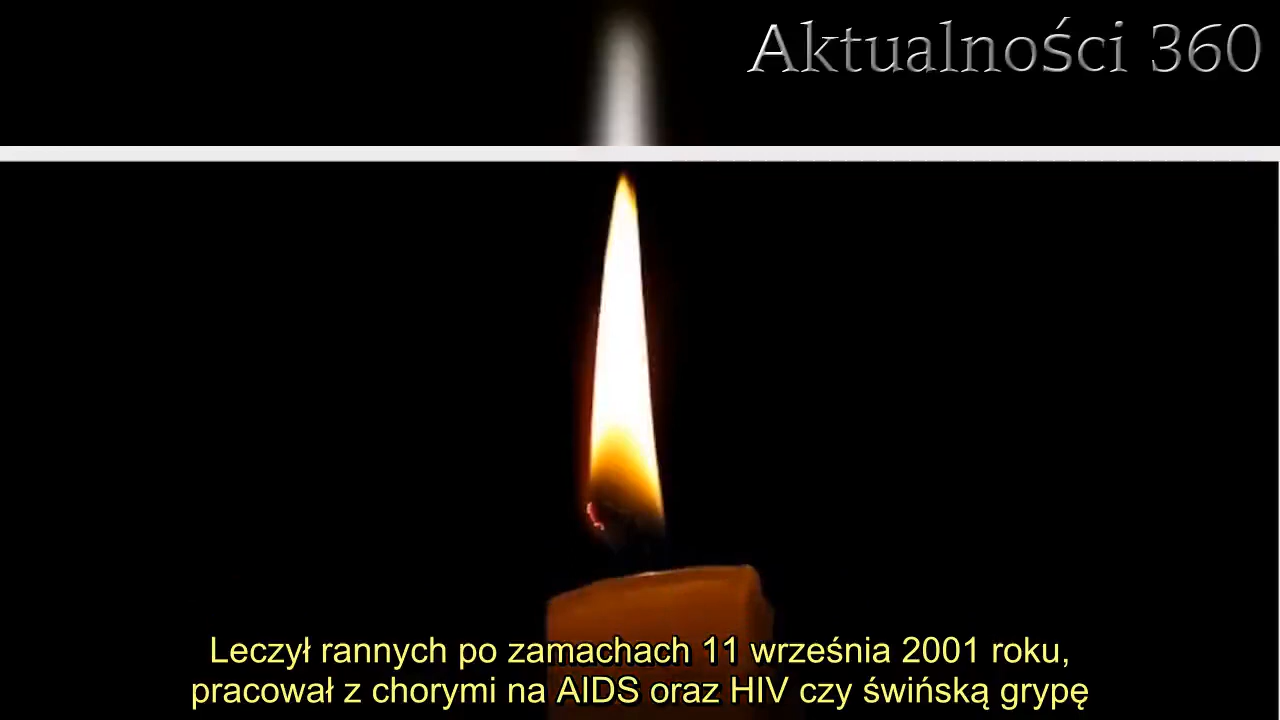 Aktualności 360
Leczył rannych po zamachach 11 września 2001 roku,
pracował z chorymi na AIDS oraz HIV czy świńską grypę